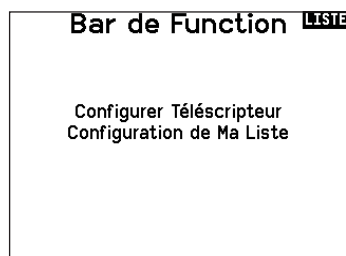 Bar de Function LISTE
Configurer Téléscripteur
Configuration de Ma Liste